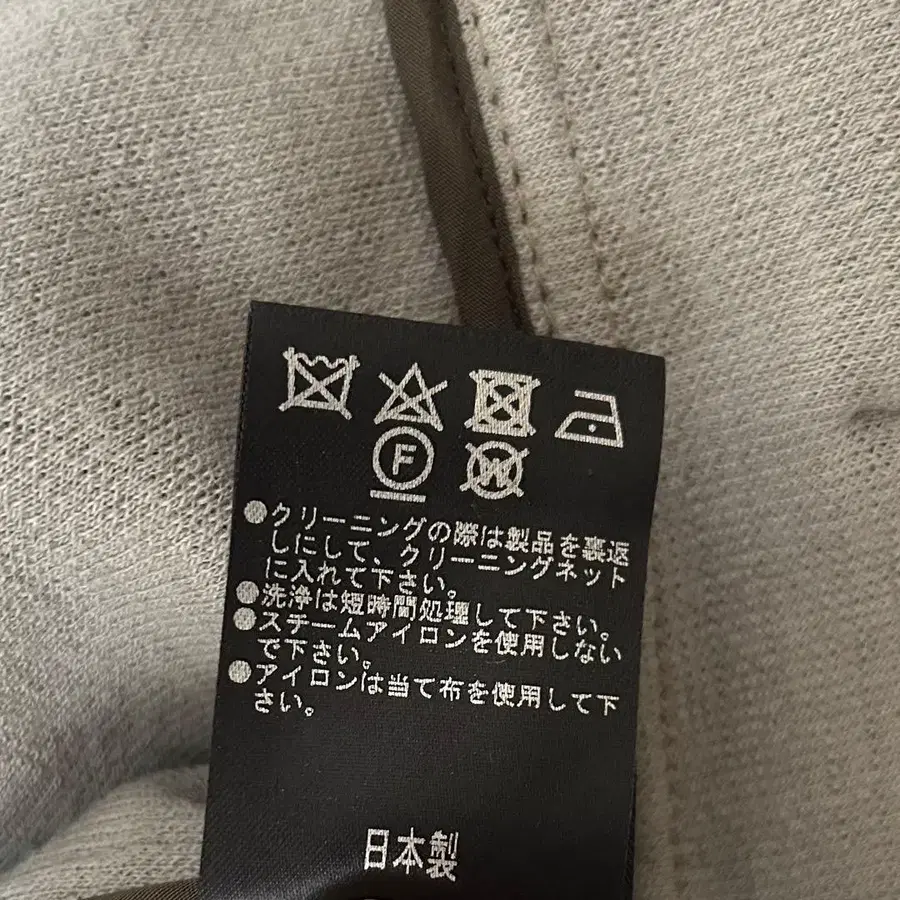 F W
●クリーニングの際は製品を裏返
しにして、クリーニングネット
に入れて下さい。
●洗浄は短時間処理して下さい。
●スチームアイロンを使用しない
で下さい。
●アイロンは当て布を使用して下
さい。
日本製